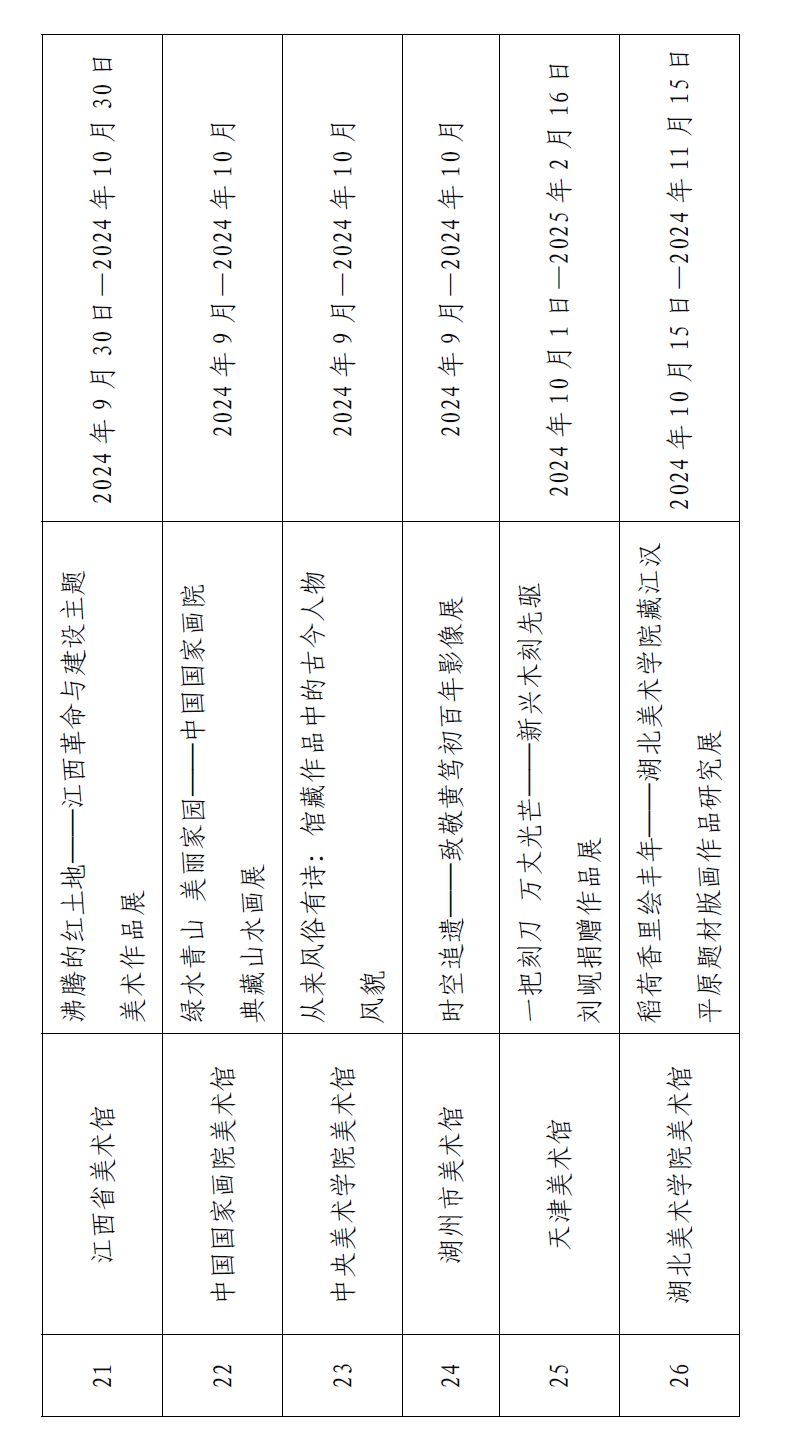 21
江西省美术馆
沸腾的红土地——江西革命与建设主题
美术作品展
2024 年 9 月 30 日—2024 年 10 月 30 日
22
中国国家画院美术馆
绿水青山 美丽家园——中国国家画院
典藏山水画展
2024 年 9 月—2024 年 10 月
23
中央美术学院美术馆
从来风俗有诗：馆藏作品中的古今人物
风貌
2024 年 9 月—2024 年 10 月
24
湖州市美术馆
时空追遗——致敬黄笃初百年影像展
2024 年 9 月—2024 年 10 月
25
天津美术馆
一把刻刀 万丈光芒——新兴木刻先驱
刘岘捐赠作品展
2024 年 10 月 1 日—2025 年 2 月 16 日
26
湖北美术学院美术馆
稻荷香里绘丰年——湖北美术学院藏江汉
平原题材版画作品研究展
2024 年 10 月 15 日—2024 年 11 月 15 日